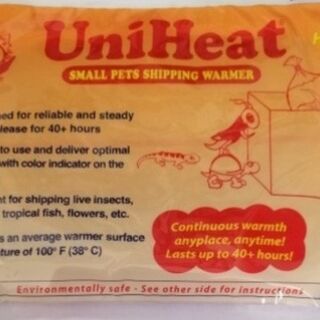 UniHeat
H
SMALL PETS SHIPPING WARMER
ned for reliable and steady
elease for 40+ hours
to use and deliver optimal
with color indicator on the
nt for shipping live insects,
tropical fish, flowers, etc.
s an average warmer surface
ture of 100° F (38° C)
Continuous warmth
anyplace, anytime!
Lasts up to 40+ hours!
Environmentally safe - See other side for instructions